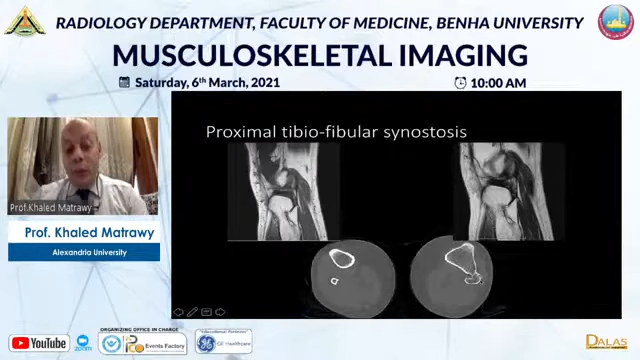 RADIOLOGY DEPARTMENT, FACULTY OF MEDICINE, BENHA UNIVERSITY
MUSCULOSKELETAL IMAGING
Saturday, 6th March, 2021
10:00 AM
Proximal tibio-fibular synostosis
Prof.Khaled Matrawy
Prof. Khaled Matrawy
Alexandria University
ORGANIZING OFFICE IN CHARGE
YouTube
zoom
PICO
Events Factory
GE Healthcare
DALAS